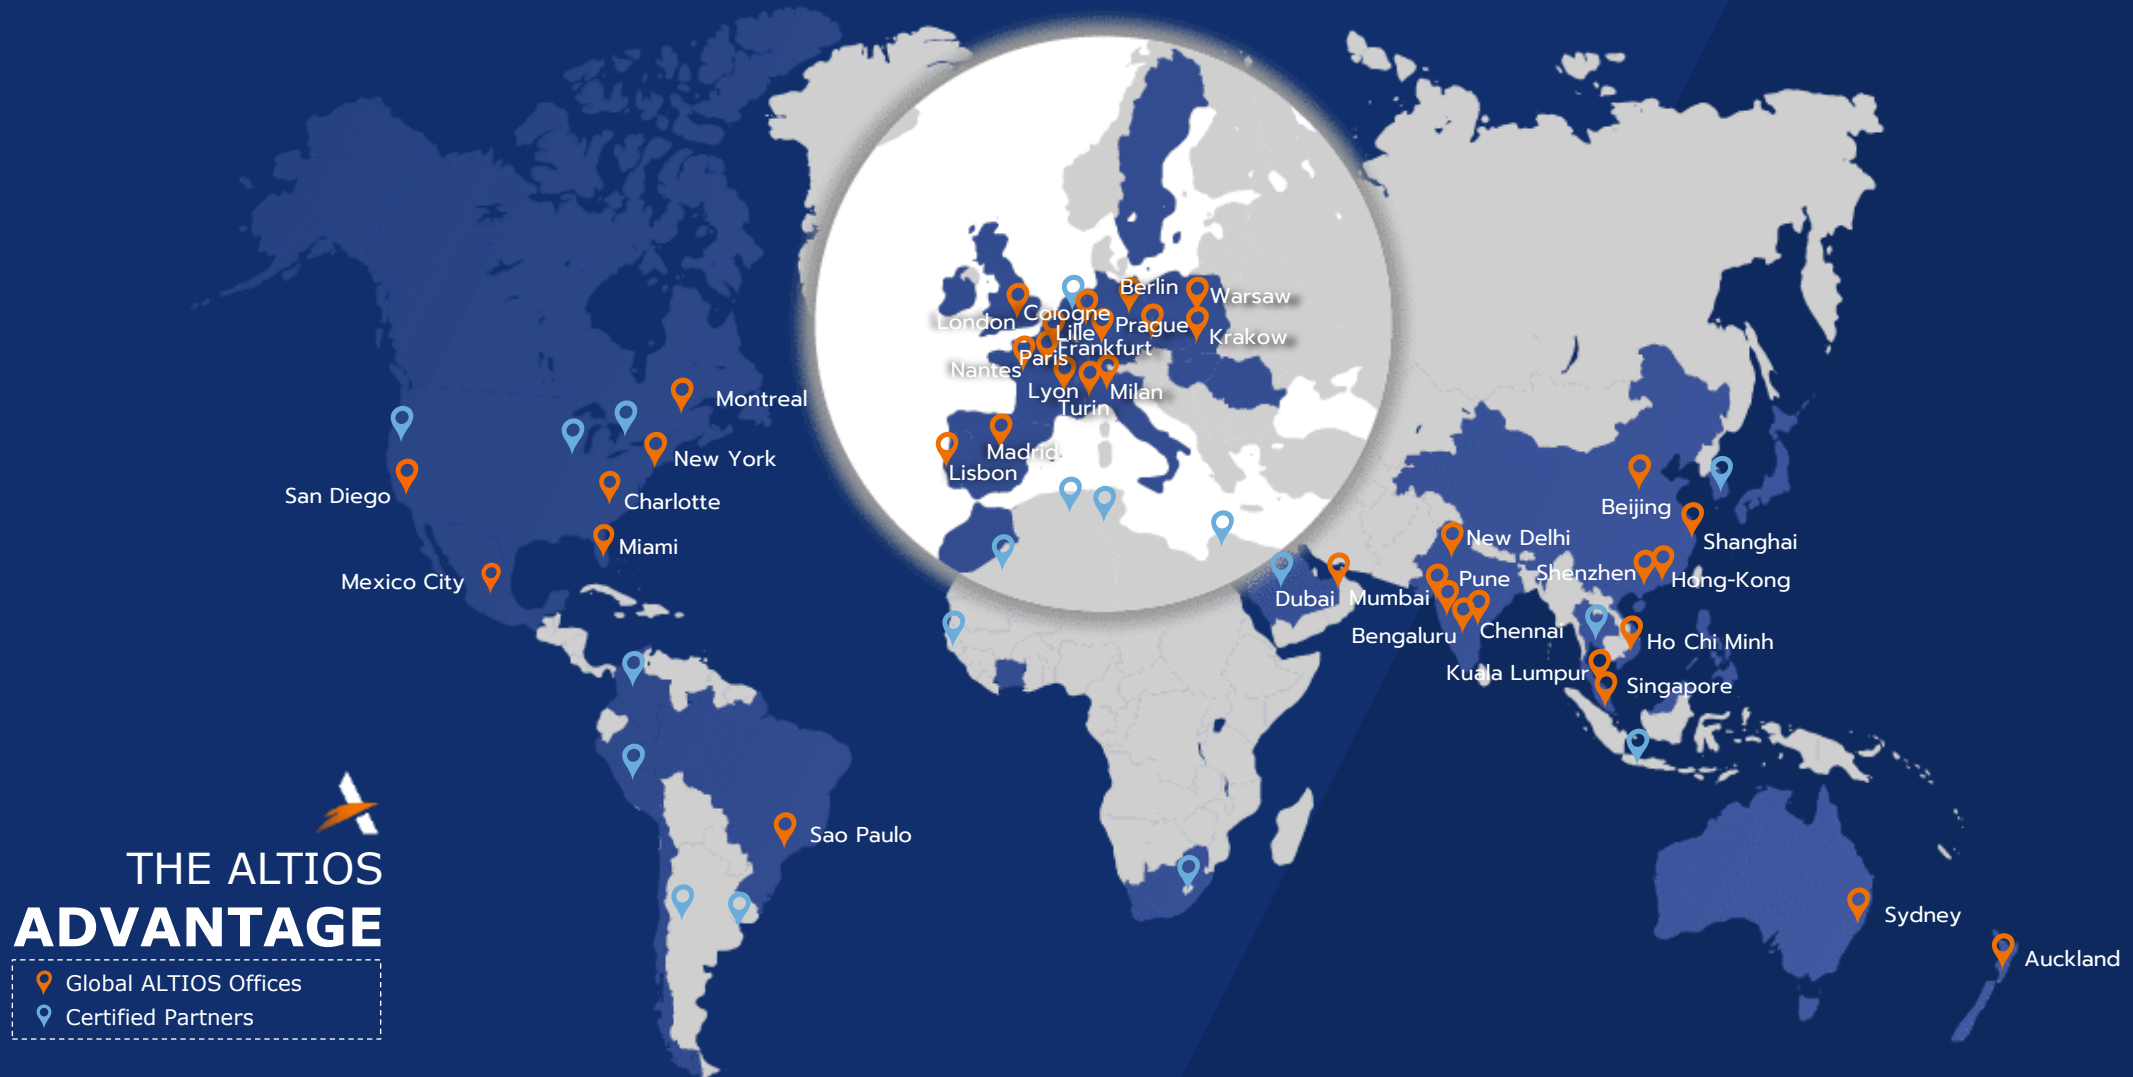 Berlin
Warsaw
Cologne
London
Prague
Lille
Krakow
Frankfurt
Paris
Nantes
Lyon
Milan
Turin
Madrid
Lisbon
Montreal
New York
San Diego
Charlotte
Miami
Mexico City
Beijing
New Delhi
Shanghai
Shenzhen
Pune
Hong-Kong
Dubai
Mumbai
Bengaluru
Chennai
Ho Chi Minh
Kuala Lumpur
Singapore
Sao Paulo
Sydney
Auckland
THE ALTIOS
ADVANTAGE
Global ALTIOS Offices
Certified Partners